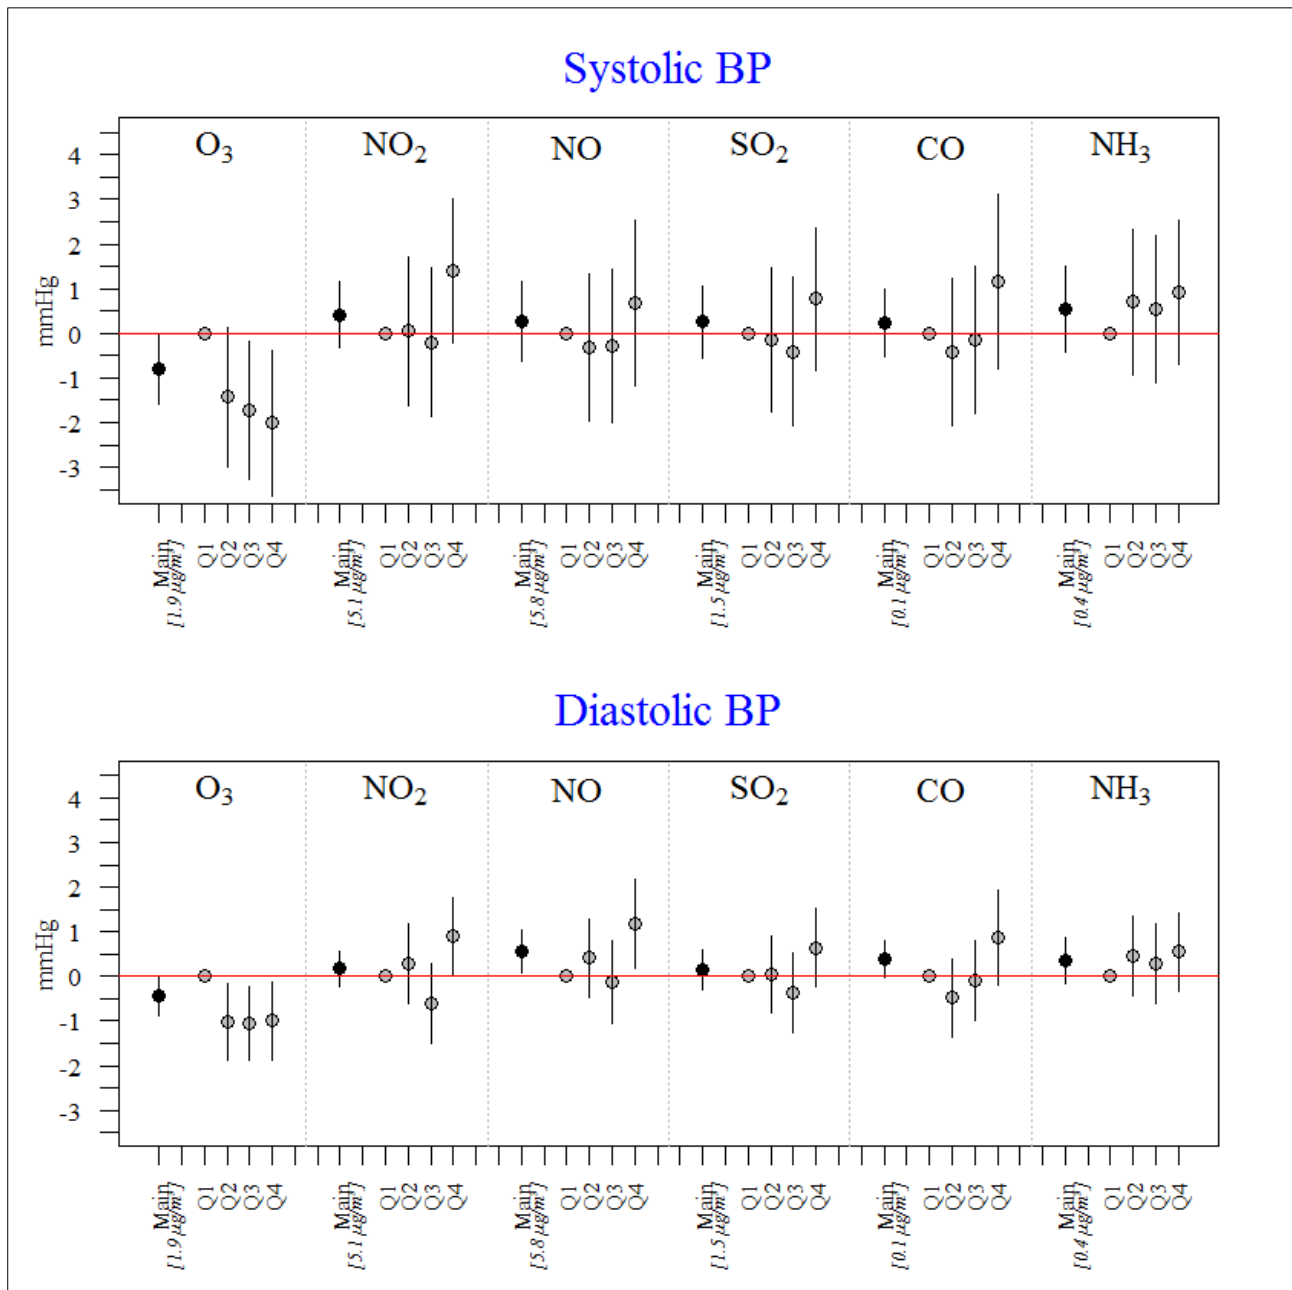 Systolic BP
O3 NO2 NO SO2 CO NH3
4
3
2
1
0
-1
-2
-3
mmHg
Main Q1 Q2 Q3 Q4 Main Q1 Q2 Q3 Q4 Main Q1 Q2 Q3 Q4 Main Q1 Q2 Q3 Q4 Main Q1 Q2 Q3 Q4 Main Q1 Q2 Q3 Q4
[1.9 µg/m³] [5.1 µg/m³] [5.8 µg/m³] [1.5 µg/m³] [0.1 µg/m³] [0.4 µg/m³]
Diastolic BP
O3 NO2 NO SO2 CO NH3
4
3
2
1
0
-1
-2
-3
mmHg
Main Q1 Q2 Q3 Q4 Main Q1 Q2 Q3 Q4 Main Q1 Q2 Q3 Q4 Main Q1 Q2 Q3 Q4 Main Q1 Q2 Q3 Q4 Main Q1 Q2 Q3 Q4
[1.9 µg/m³] [5.1 µg/m³] [5.8 µg/m³] [1.5 µg/m³] [0.1 µg/m³] [0.4 µg/m³]